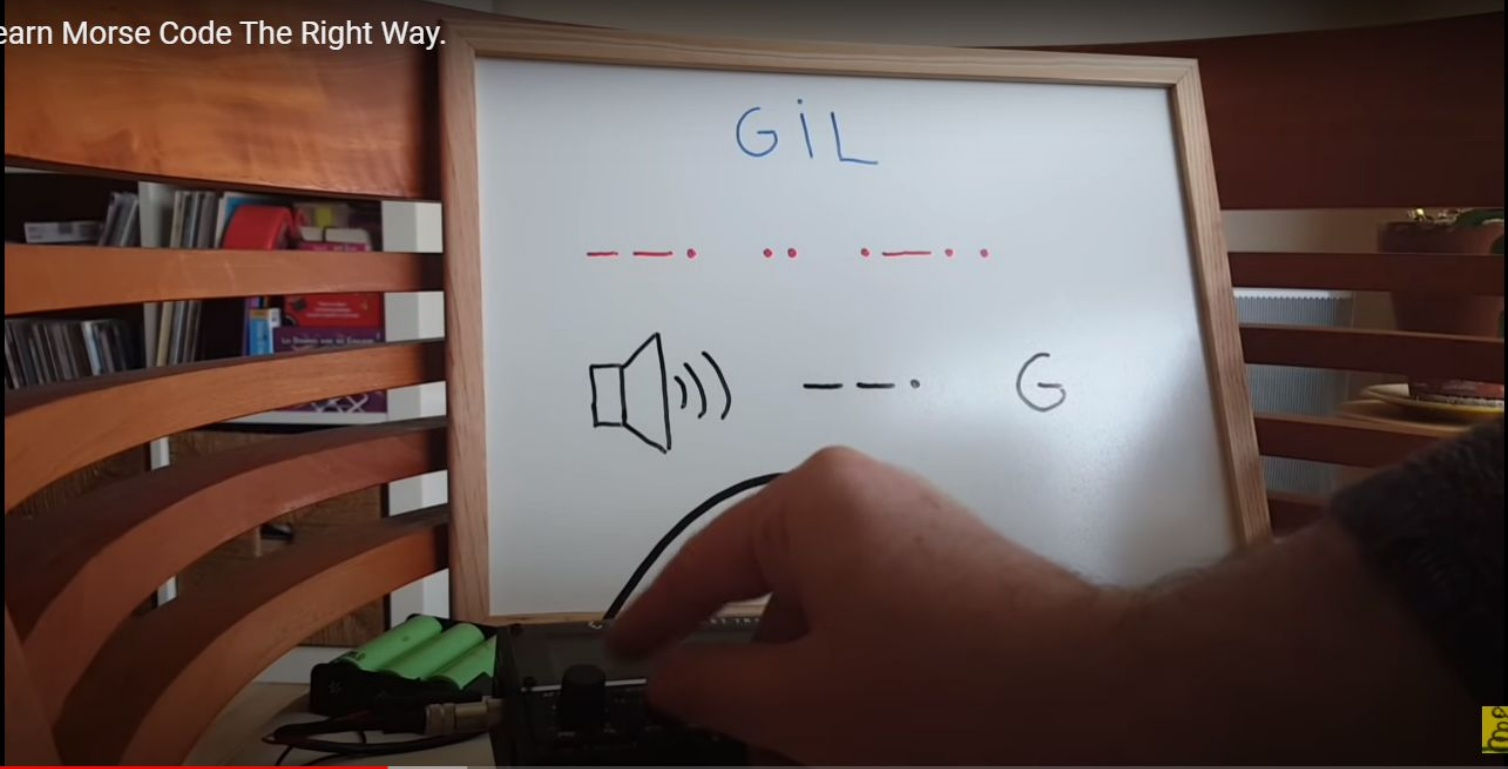 earn Morse Code The Right Way.
GiL
— — • • • • — • •
— — • G